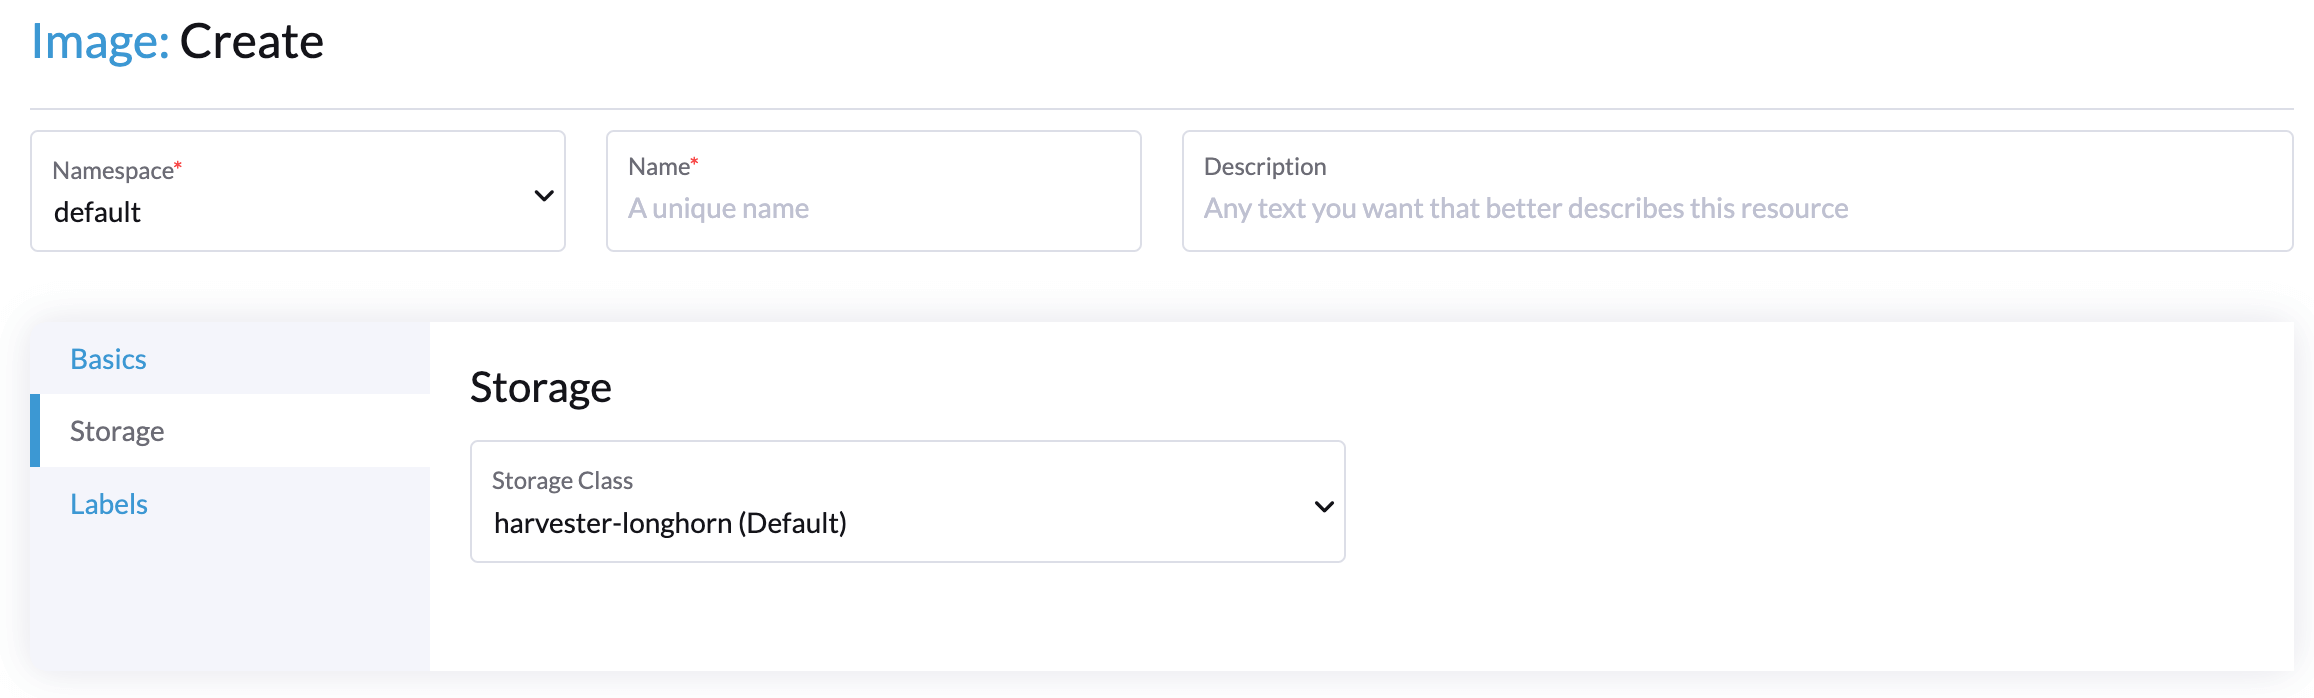 Image: Create
Namespace*
default
Name*
A unique name
Description
Any text you want that better describes this resource
Basics
Storage
Labels
Storage
Storage Class
harvester-longhorn (Default)